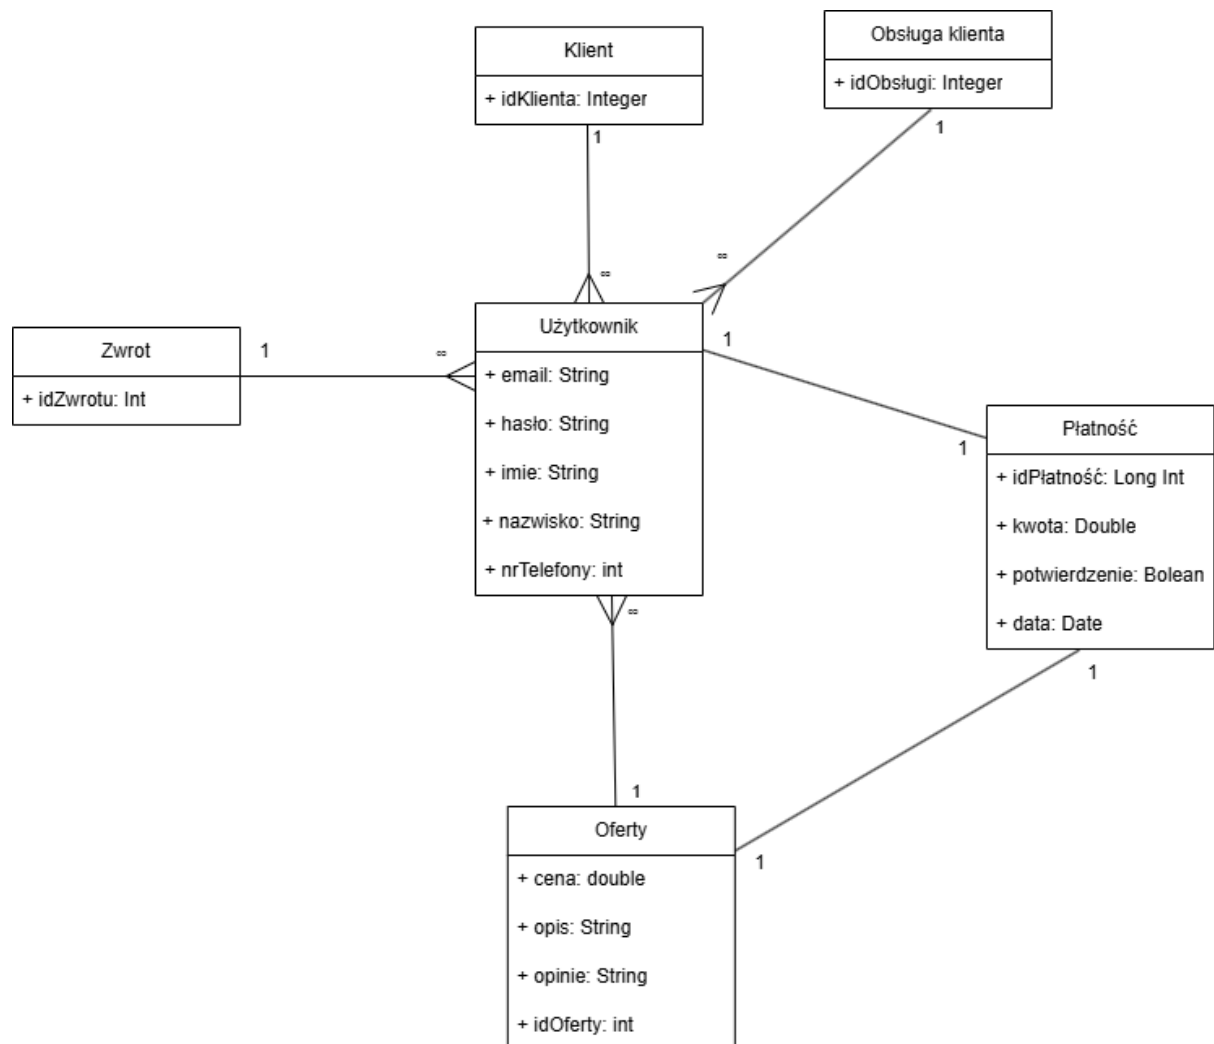 Klient
+ idKlienta: Integer
1
∞
Obsługa klienta
+ idObsługi: Integer
1
∞
Zwrot
+ idZwrotu: Int
1
∞
Użytkownik
+ email: String
+ hasło: String
+ imie: String
+ nazwisko: String
+ nrTelefony: int
1
1
∞
Płatność
+ idPłatność: Long Int
+ kwota: Double
+ potwierdzenie: Bolean
+ data: Date
1
1
Oferty
+ cena: double
+ opis: String
+ opinie: String
+ idOferty: int
1